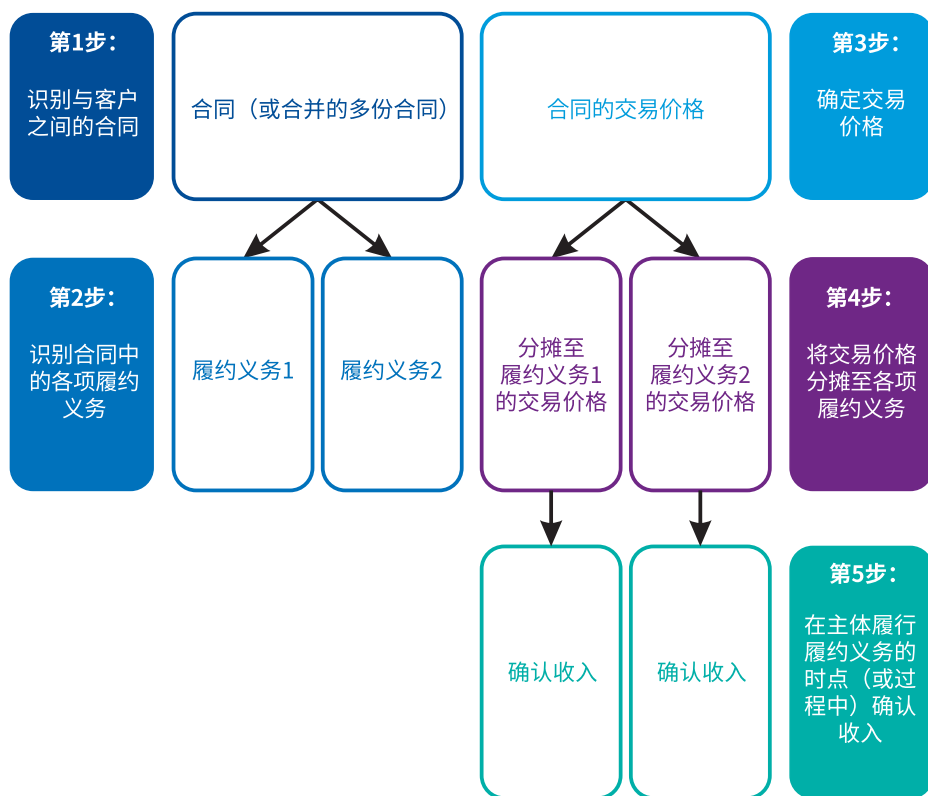 第1步：
识别与客户
之间的合同
合同（或合并的多份合同）
合同的交易价格
第3步：
确定交易
价格
第2步：
识别合同中
的各项履约
义务
履约义务1
履约义务2
分摊至
履约义务1
的交易价格
分摊至
履约义务2
的交易价格
第4步：
将交易价格
分摊至各项
履约义务
确认收入
确认收入
第5步：
在主体履行
履约义务的
时点（或过
程中）确认
收入